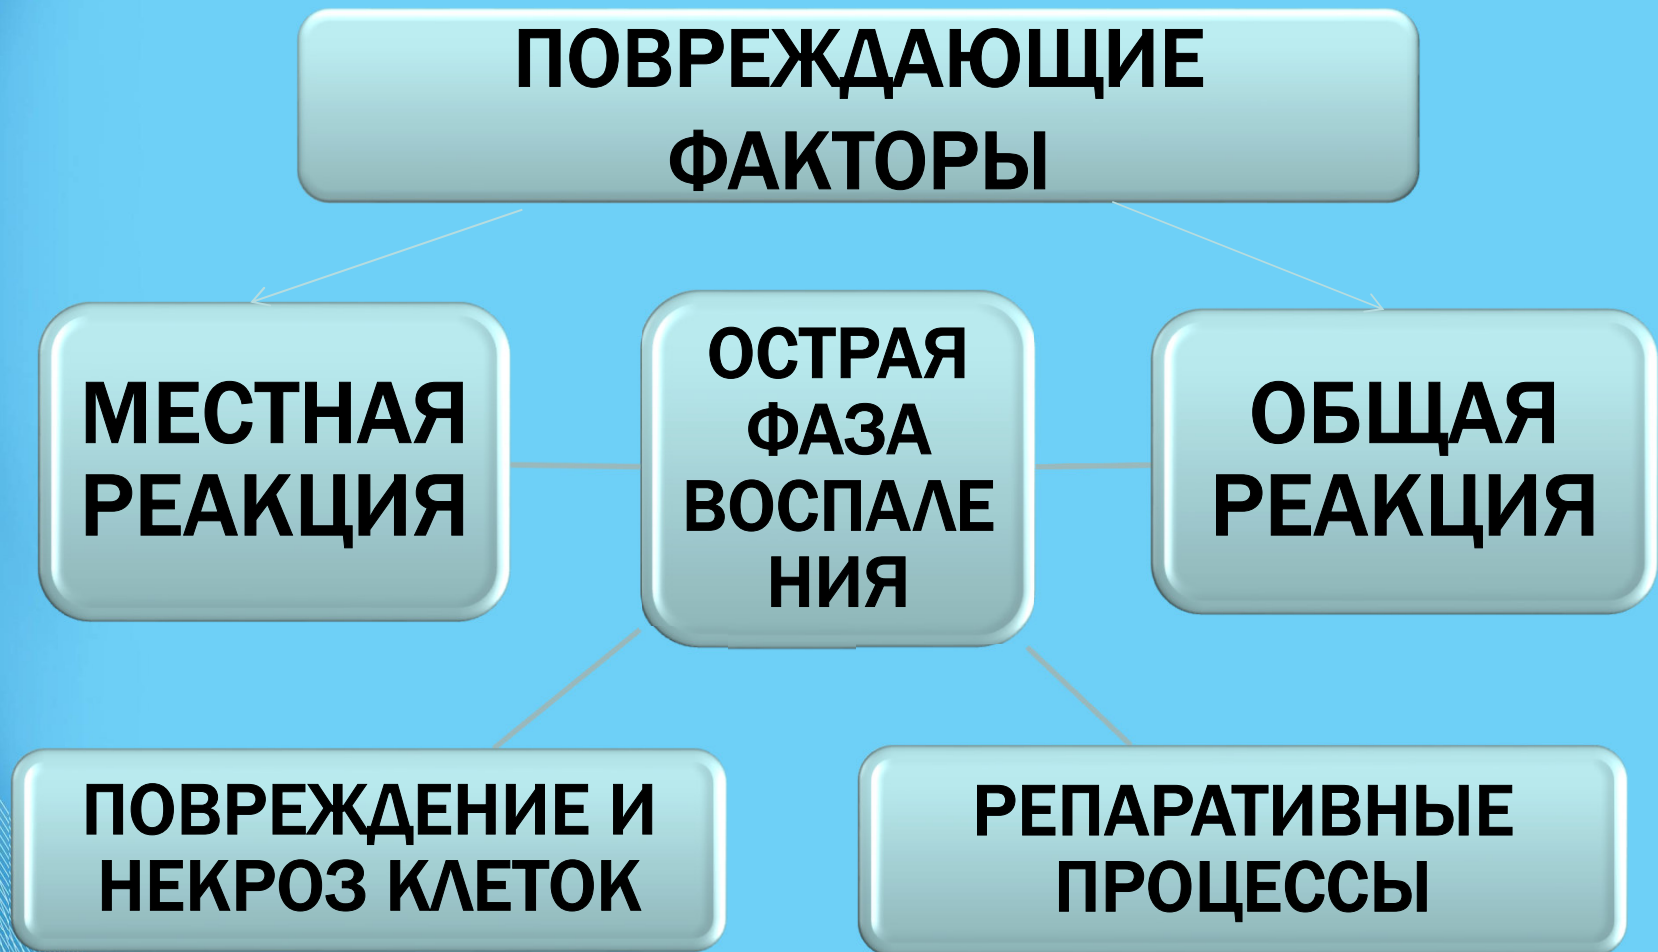 ПОВРЕЖДАЮЩИЕ
ФАКТОРЫ
МЕСТНАЯ
РЕАКЦИЯ
ОСТРАЯ
ФАЗА
ВОСПАЛЕ
НИЯ
ОБЩАЯ
РЕАКЦИЯ
ПОВРЕЖДЕНИЕ И
НЕКРОЗ КЛЕТОК
РЕПАРАТИВНЫЕ
ПРОЦЕССЫ